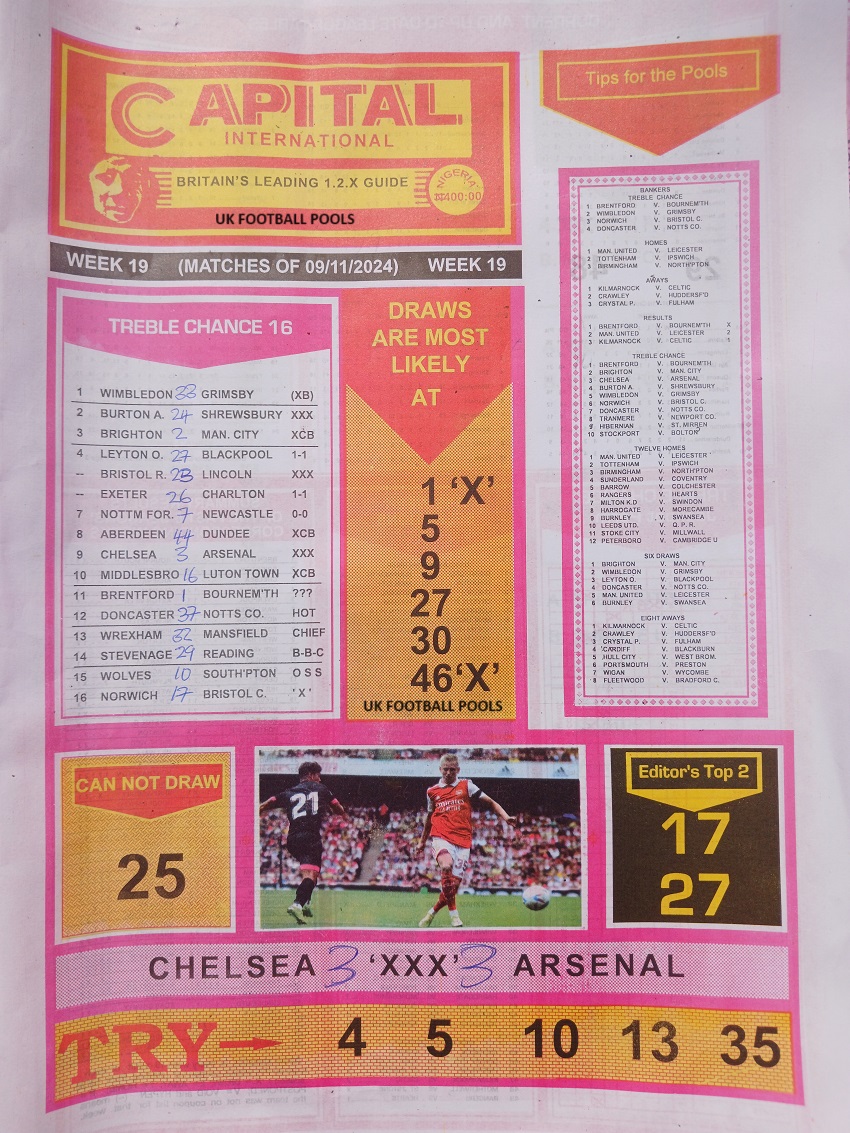 CAPITAL
INTERNATIONAL
BRITAIN'S LEADING 1.2.X GUIDE
NIGERIA
₦400:00
UK FOOTBALL POOLS
WEEK 19 (MATCHES OF 09/11/2024) WEEK 19
TREBLE CHANCE 16
1 WIMBLEDON 33 GRIMSBY (XB)
2 BURTON A. 24 SHREWSBURY XXX
3 BRIGHTON 2 MAN. CITY XCB
4 LEYTON O. 27 BLACKPOOL 1-1
-- BRISTOL R. 23 LINCOLN XXX
-- EXETER 26 CHARLTON 1-1
7 NOTTM FOR. 7 NEWCASTLE 0-0
8 ABERDEEN 44 DUNDEE XCB
9 CHELSEA 3 ARSENAL XXX
10 MIDDLESBRO 16 LUTON TOWN XCB
11 BRENTFORD 1 BOURNEM'TH ???
12 DONCASTER 37 NOTTS CO. HOT
13 WREXHAM 32 MANSFIELD CHIEF
14 STEVENAGE 29 READING B-B-C
15 WOLVES 10 SOUTH'PTON O S S
16 NORWICH 17 BRISTOL C. 'X'
DRAWS
ARE MOST
LIKELY
AT
1 'X'
5
9
27
30
46'X'
UK FOOTBALL POOLS
Tips for the Pools
BANKERS
TREBLE CHANCE
1 BRENTFORD V. BOURNEM'TH
2 WIMBLEDON V. GRIMSBY
3 NORWICH V. BRISTOL C.
4 DONCASTER V. NOTTS CO.
HOMES
1 MAN. UNITED V. LEICESTER
2 TOTTENHAM V. IPSWICH
3 BIRMINGHAM V. NORTH'PTON
AWAYS
1 KILMARNOCK V. CELTIC
2 CRAWLEY V. HUDDERSF'D
3 CRYSTAL P. V. FULHAM
RESULTS
1 BRENTFORD V. BOURNEM'TH X
2 MAN. UNITED V. LEICESTER 2
3 KILMARNOCK V. CELTIC 1
TREBLE CHANCE
1 BRENTFORD V. BOURNEM'TH
2 BRIGHTON V. MAN. CITY
3 CHELSEA V. ARSENAL
4 BURTON A. V. SHREWSBURY
5 WIMBLEDON V. GRIMSBY
6 NORWICH V. BRISTOL C.
7 DONCASTER V. NOTTS CO.
8 TRANMERE V. NEWPORT CO.
9 HIBERNIAN V. ST. MIRREN
10 STOCKPORT V. BOLTON
TWELVE HOMES
1 MAN. UNITED V. LEICESTER
2 TOTTENHAM V. IPSWICH
3 BIRMINGHAM V. NORTH'PTON
4 SUNDERLAND V. COVENTRY
5 BARROW V. COLCHESTER
6 RANGERS V. HEARTS
7 MILTON K.D V. SWINDON
8 HARROGATE V. MORECAMBE
9 BURNLEY V. SWANSEA
10 LEEDS UTD. V. Q. P. R.
11 STOKE CITY V. MILLWALL
12 PETERBORO V. CAMBRIDGE U
SIX DRAWS
1 BRIGHTON V. MAN. CITY
2 WIMBLEDON V. GRIMSBY
3 LEYTON O. V. BLACKPOOL
4 DONCASTER V. NOTTS CO.
5 MAN. UNITED V. LEICESTER
6 BURNLEY V. SWANSEA
EIGHT AWAYS
1 KILMARNOCK V. CELTIC
2 CRAWLEY V. HUDDERSF'D
3 CRYSTAL P. V. FULHAM
4 CARDIFF V. BLACKBURN
5 HULL CITY V. WEST BROM.
6 PORTSMOUTH V. PRESTON
7 WIGAN V. WYCOMBE
8 FLEETWOOD V. BRADFORD C.
CAN NOT DRAW
25
21
Emirates
35
Editor's Top 2
17
27
CHELSEA 3 'XXX' 3 ARSENAL
TRY→ 4 5 10 13 35